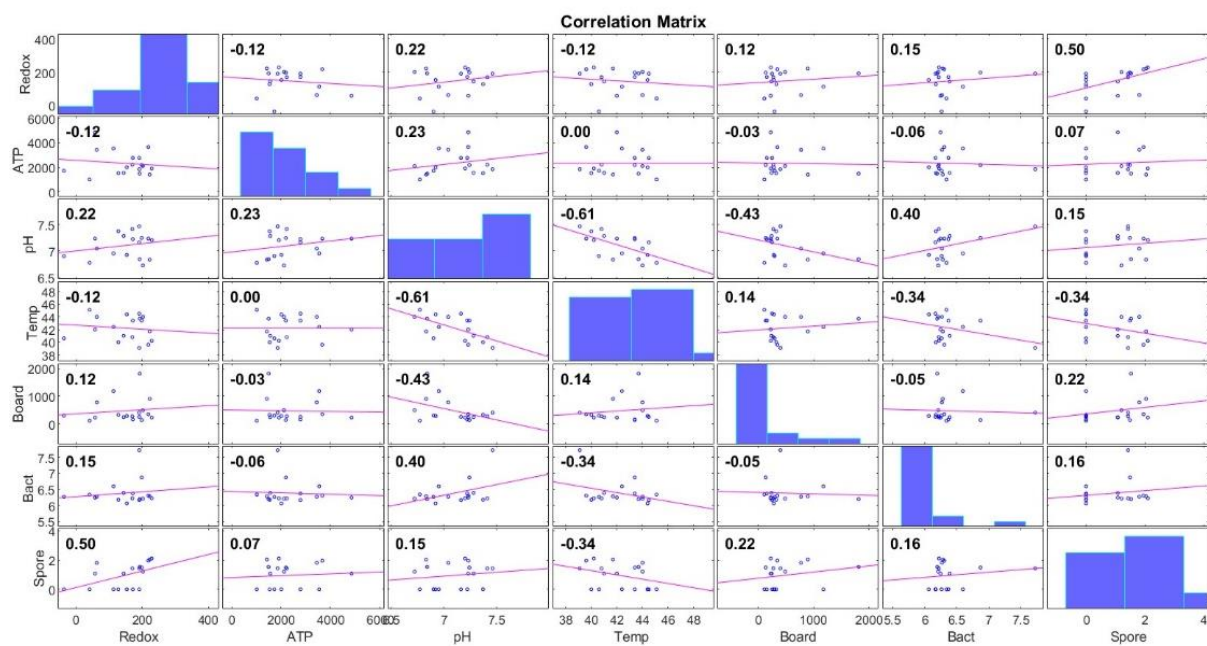 Correlation Matrix
Redox 400 200 0 -0.12 0.22 -0.12 0.12 0.15 0.50
ATP 6000 4000 2000 0 -0.12 0.23 0.00 -0.03 -0.06 0.07
pH 7.5 7 6.5 0.22 0.23 -0.61 -0.43 0.40 0.15
Temp 48 46 44 42 40 38 -0.12 0.00 -0.61 0.14 -0.34 -0.34
Board 2000 1000 0 0.12 -0.03 -0.43 0.14 -0.05 0.22
Bact 7.5 7 6.5 6 5.5 0.15 -0.06 0.40 -0.34 -0.05 0.16
Spore 4 2 0 0.50 0.07 0.15 -0.34 0.22 0.16
0 200 400 0 2000 4000 6000 6.5 7 7.5 38 40 42 44 46 48 0 1000 2000 5.5 6 6.5 7 7.5 0 2 4
Redox ATP pH Temp Board Bact Spore